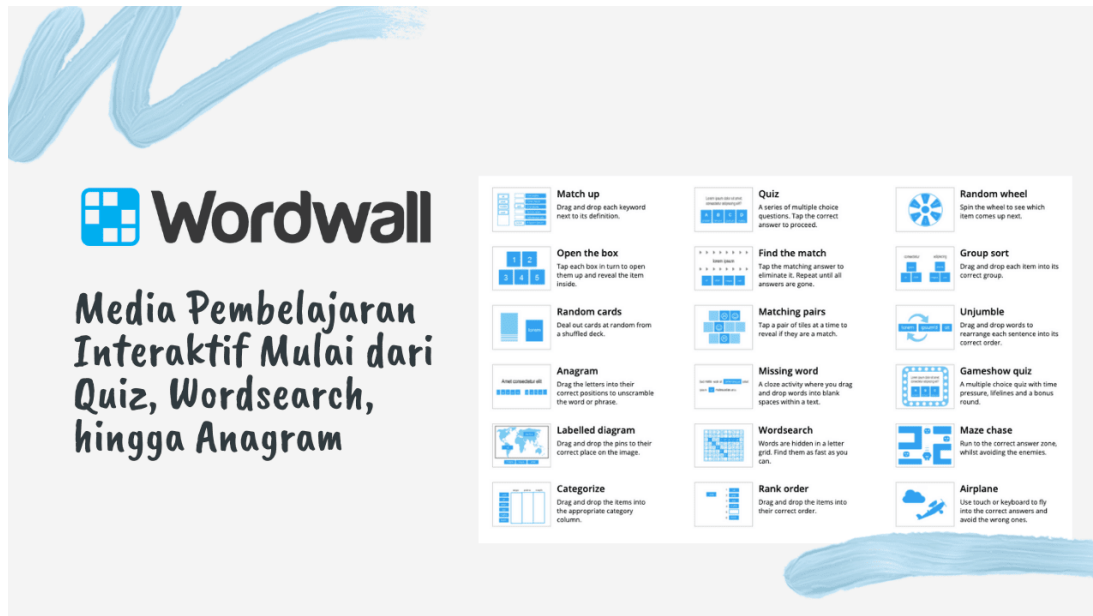 Wordwall
Media Pembelajaran
Interaktif Mulai dari
Quiz, Wordsearch,
hingga Anagram
Match up
Drag and drop each keyword
next to its definition.
Quiz
A series of multiple choice
questions. Tap the correct
answer to proceed.
Random wheel
Spin the wheel to see which
item comes up next.
Open the box
Tap each box in turn to open
them up and reveal the item
inside.
1 2
3 4 5
Find the match
Tap the matching answer to
eliminate it. Repeat until all
answers are gone.
Group sort
Drag and drop each item into its
correct group.
Random cards
Deal out cards at random from
a shuffled deck.
Matching pairs
Tap a pair of tiles at a time to
reveal if they are a match.
Unjumble
Drag and drop words to
rearrange each sentence into its
correct order.
Anagram
Drag the letters into their
correct positions to unscramble
the word or phrase.
Missing word
A cloze activity where you drag
and drop words into blank
spaces within a text.
Gameshow quiz
A multiple choice quiz with time
pressure, lifelines and a bonus
round.
Labelled diagram
Drag and drop the pins to their
correct place on the image.
Wordsearch
Words are hidden in a letter
grid. Find them as fast as you
can.
Maze chase
Run to the correct answer zone,
whilst avoiding the enemies.
Categorize
Drag and drop the items into
the appropriate category
column.
Rank order
Drag and drop the items into
their correct order.
Airplane
Use touch or keyboard to fly
into the correct answers and
avoid the wrong ones.